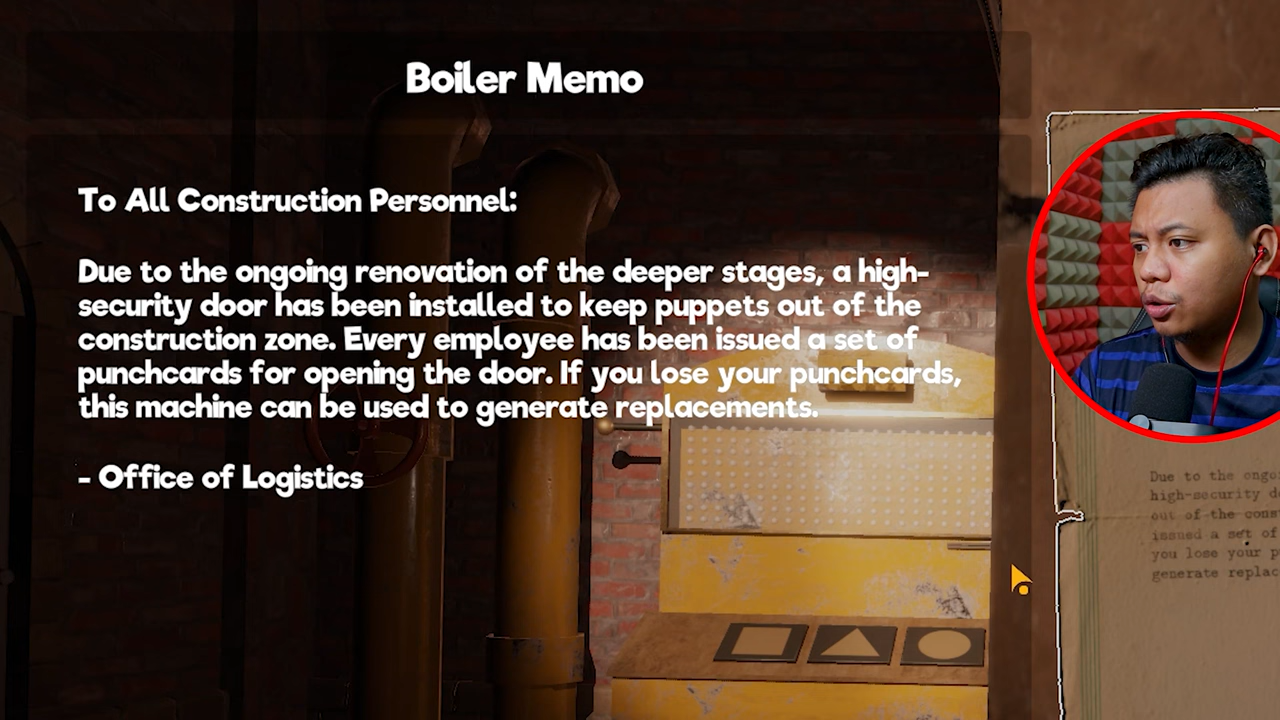 Boiler Memo
To All Construction Personnel:
Due to the ongoing renovation of the deeper stages, a high-
security door has been installed to keep puppets out of the
construction zone. Every employee has been issued a set of
punchcards for opening the door. If you lose your punchcards,
this machine can be used to generate replacements.
- Office of Logistics
Due to the ongo
high-security d
out of the cons
issued a set of
you lose your p
generate replac